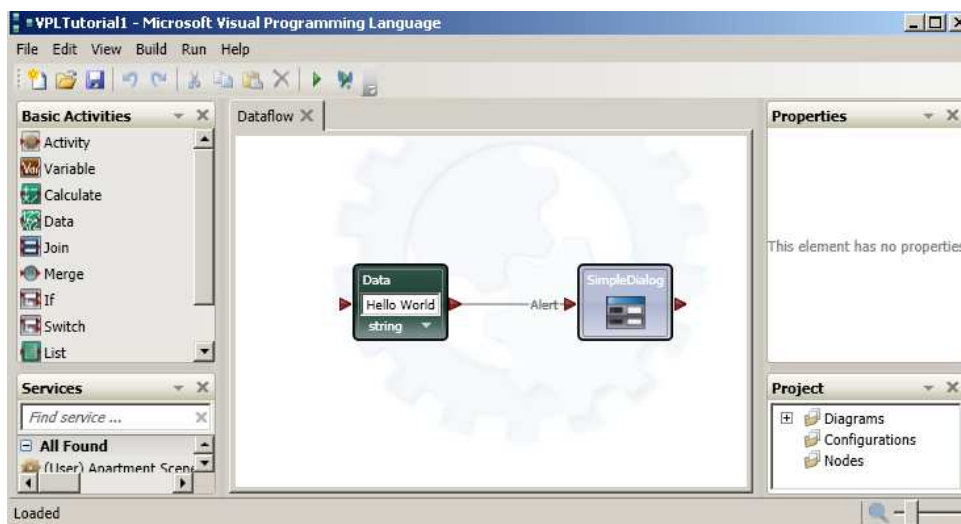 VPLTutorial1 - Microsoft Visual Programming Language
File Edit View Build Run Help
Basic Activities
Activity
Variable
Calculate
Data
Join
Merge
If
Switch
List
Services
Find service ...
All Found
(User) Apartment Scene
Dataflow
Data
Hello World
string
Alert
SimpleDialog
Properties
This element has no properties
Project
Diagrams
Configurations
Nodes
Loaded